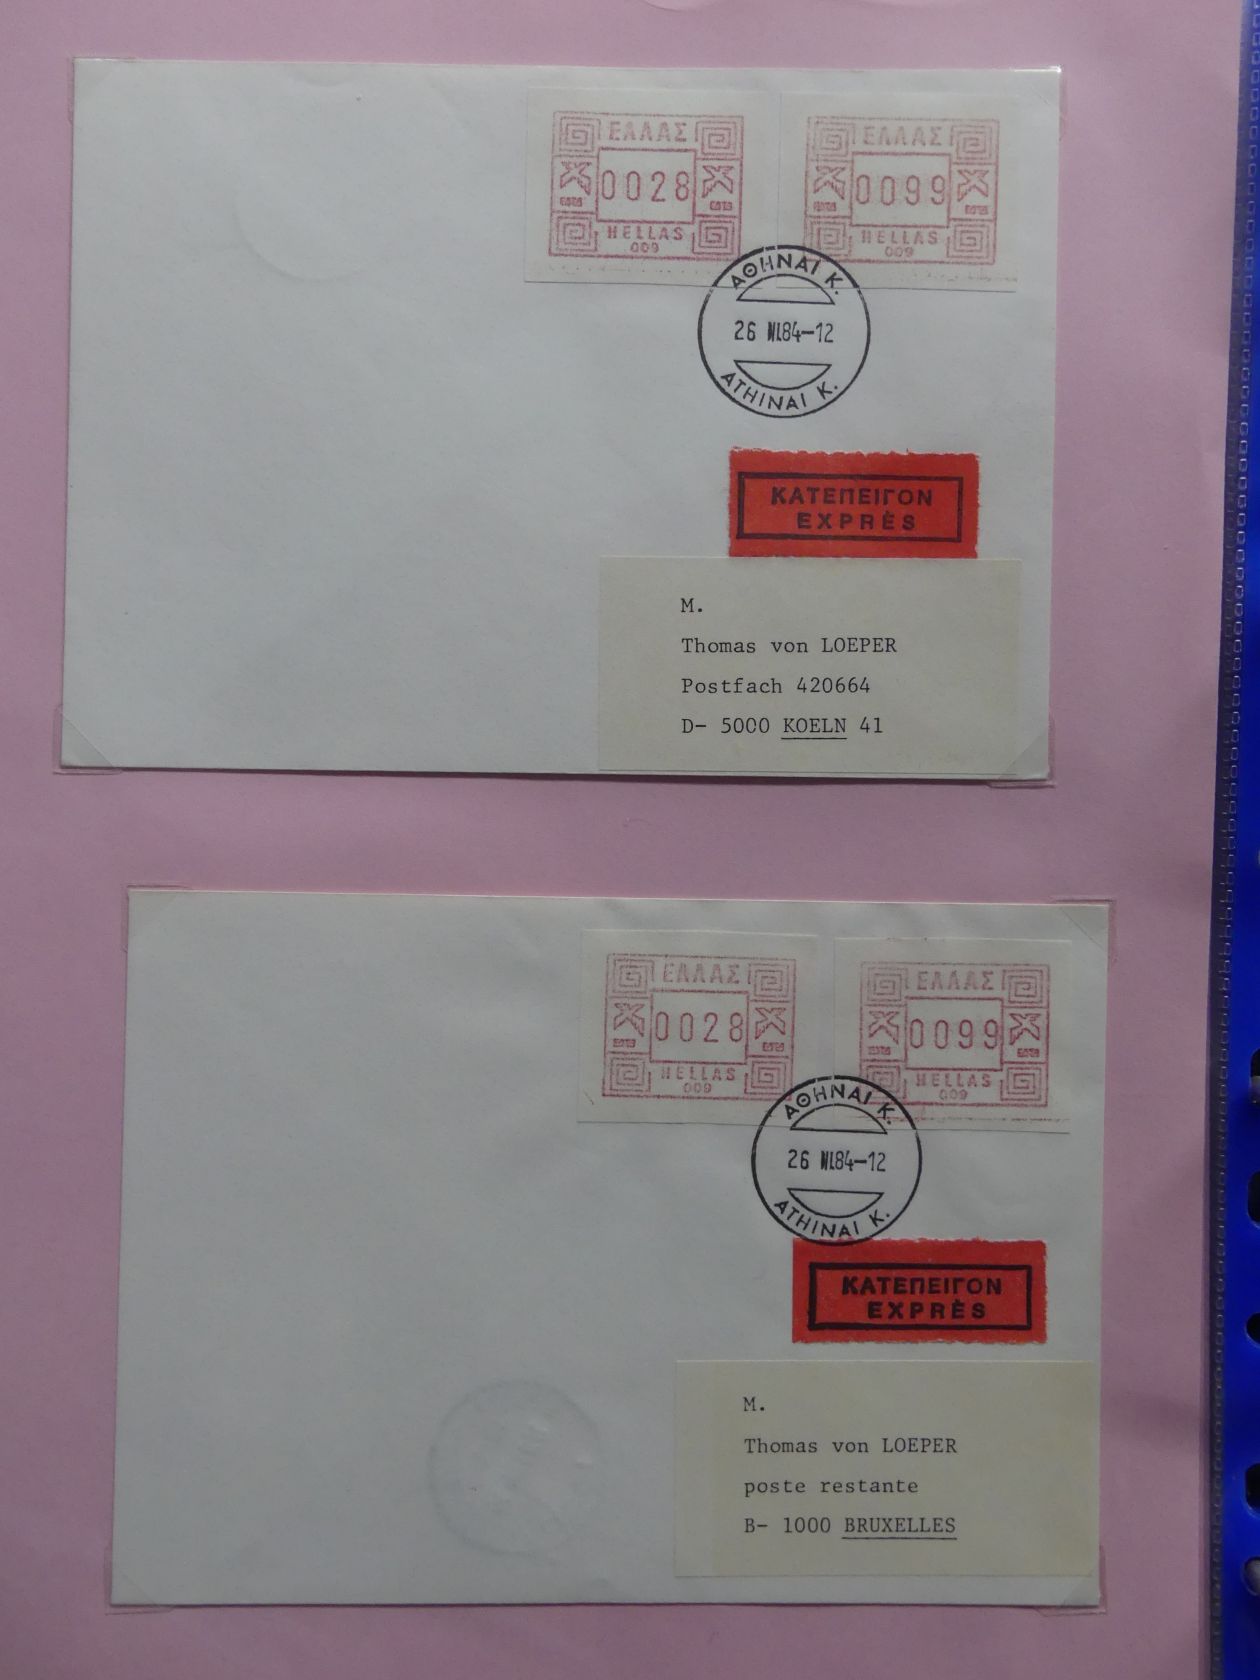 ΕΛΛΑΣ
0028
HELLAS
009
ΕΛΛΑΣ
0099
HELLAS
009
ΑΘΗΝΑΙ Κ.
26 VI.84-12
ATHINAI K.
ΚΑΤΕΠΕΙΓΟΝ
EXPRÈS
M.
Thomas von LOEPER
Postfach 420664
D- 5000 KOELN 41
ΕΛΛΑΣ
0028
HELLAS
009
ΕΛΛΑΣ
0099
HELLAS
009
ΑΘΗΝΑΙ Κ.
26 VI.84-12
ATHINAI K.
ΚΑΤΕΠΕΙΓΟΝ
EXPRÈS
M.
Thomas von LOEPER
poste restante
B- 1000 BRUXELLES